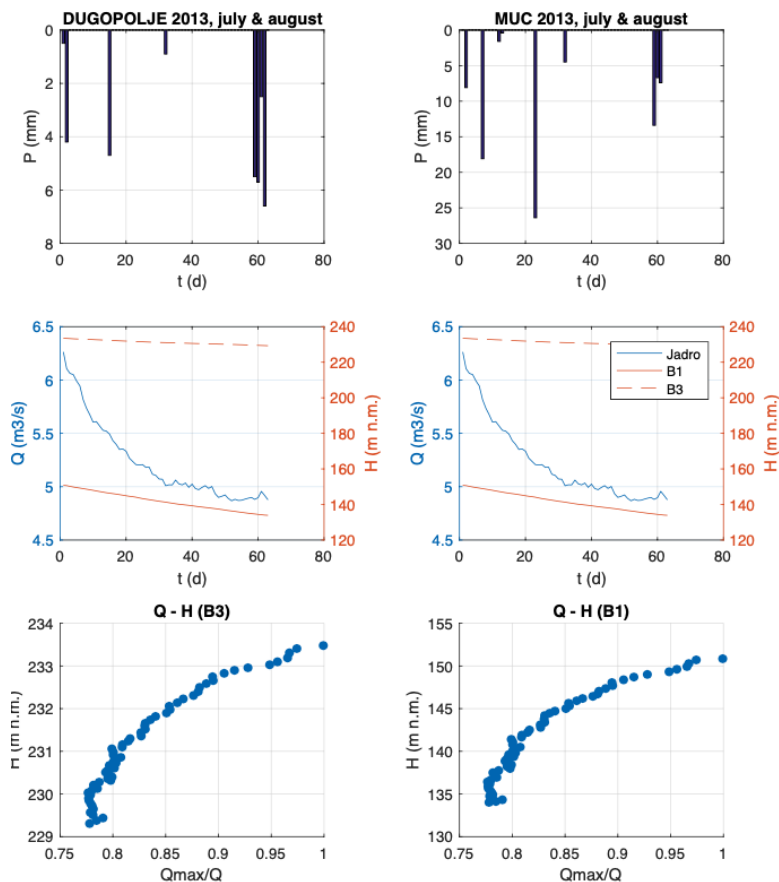 DUGOPOLJE 2013, july & august
0
2
4
6
8
P (mm)
0 20 40 60 80
t (d)
MUC 2013, july & august
0
5
10
15
20
25
30
P (mm)
0 20 40 60 80
t (d)
6.5
6
5.5
5
4.5
Q (m3/s)
240
220
200
180
160
140
120
H (m n.m.)
0 20 40 60 80
t (d)
6.5
6
5.5
5
4.5
Q (m3/s)
Jadro
B1
B3
240
220
200
180
160
140
120
H (m n.m.)
0 20 40 60 80
t (d)
Q - H (B3)
234
233
232
231
230
229
H (m n.m.)
0.75 0.8 0.85 0.9 0.95 1
Qmax/Q
Q - H (B1)
155
150
145
140
135
130
H (m n.m.)
0.75 0.8 0.85 0.9 0.95 1
Qmax/Q